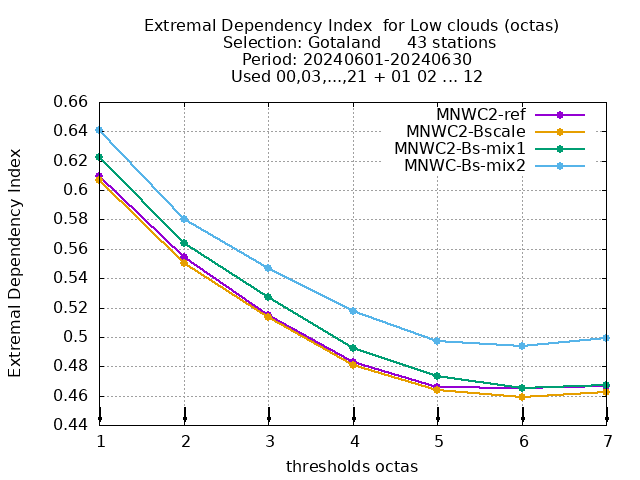 Extremal Dependency Index  for Low clouds (octas)
Selection: Gotaland     43 stations
Period: 20240601-20240630
Used 00,03,...,21 + 01 02 ... 12
MNWC2-ref
MNWC2-Bscale
MNWC2-Bs-mix1
MNWC-Bs-mix2
Extremal Dependency Index
0.66
0.64
0.62
0.6
0.58
0.56
0.54
0.52
0.5
0.48
0.46
0.44
1 2 3 4 5 6 7
thresholds octas